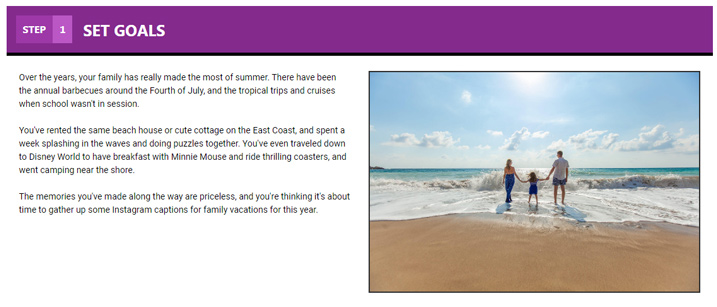 STEP 1 SET GOALS
Over the years, your family has really made the most of summer. There have been
the annual barbecues around the Fourth of July, and the tropical trips and cruises
when school wasn't in session.
You've rented the same beach house or cute cottage on the East Coast, and spent a
week splashing in the waves and doing puzzles together. You've even traveled down
to Disney World to have breakfast with Minnie Mouse and ride thrilling coasters, and
went camping near the shore.
The memories you've made along the way are priceless, and you're thinking it's about
time to gather up some Instagram captions for family vacations for this year.